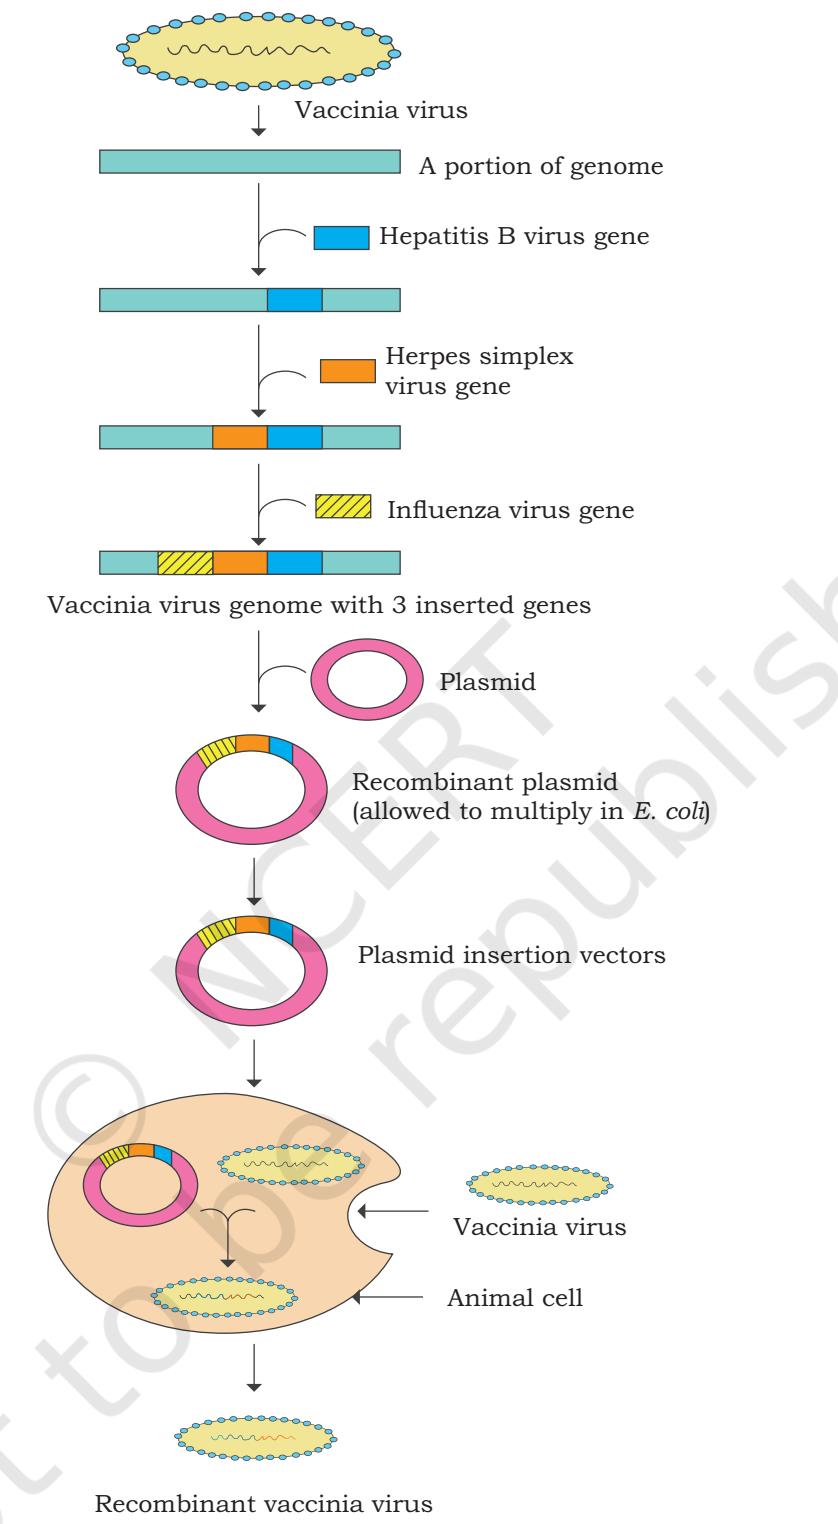 Vaccinia virus
A portion of genome
Hepatitis B virus gene
Herpes simplex
virus gene
Influenza virus gene
Vaccinia virus genome with 3 inserted genes
Plasmid
Recombinant plasmid
(allowed to multiply in E. coli)
Plasmid insertion vectors
Vaccinia virus
Animal cell
Recombinant vaccinia virus
© NCERT
to be republish